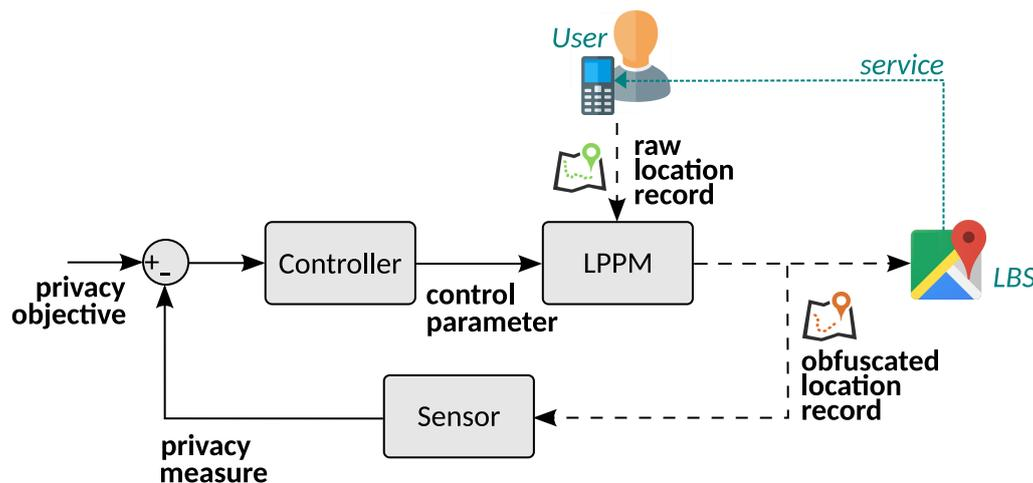 User
service
raw
location
record
Controller
LPPM
+
-
privacy
objective
control
parameter
LBS
obfuscated
location
record
Sensor
privacy
measure